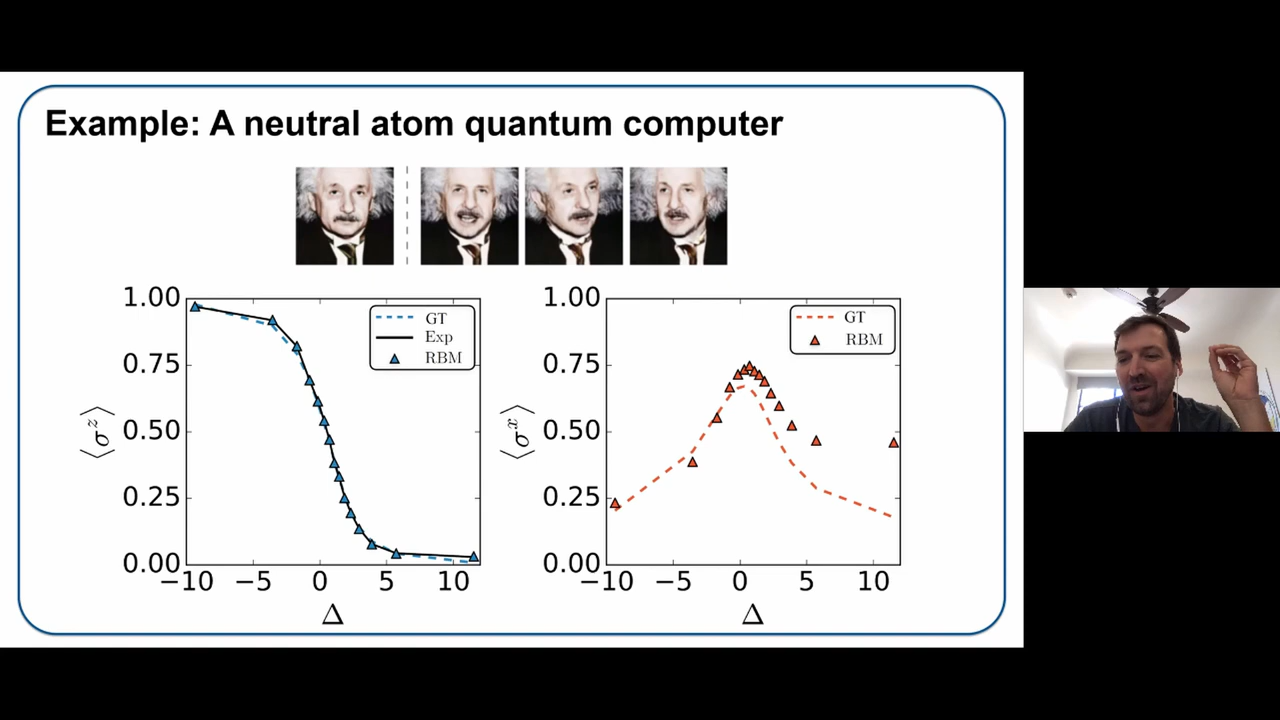 Example: A neutral atom quantum computer
1.00
0.75
0.50
0.25
0.00
⟨σᶻ⟩
−10 −5 0 5 10
Δ
GT
Exp
RBM
1.00
0.75
0.50
0.25
0.00
⟨σˣ⟩
−10 −5 0 5 10
Δ
GT
RBM